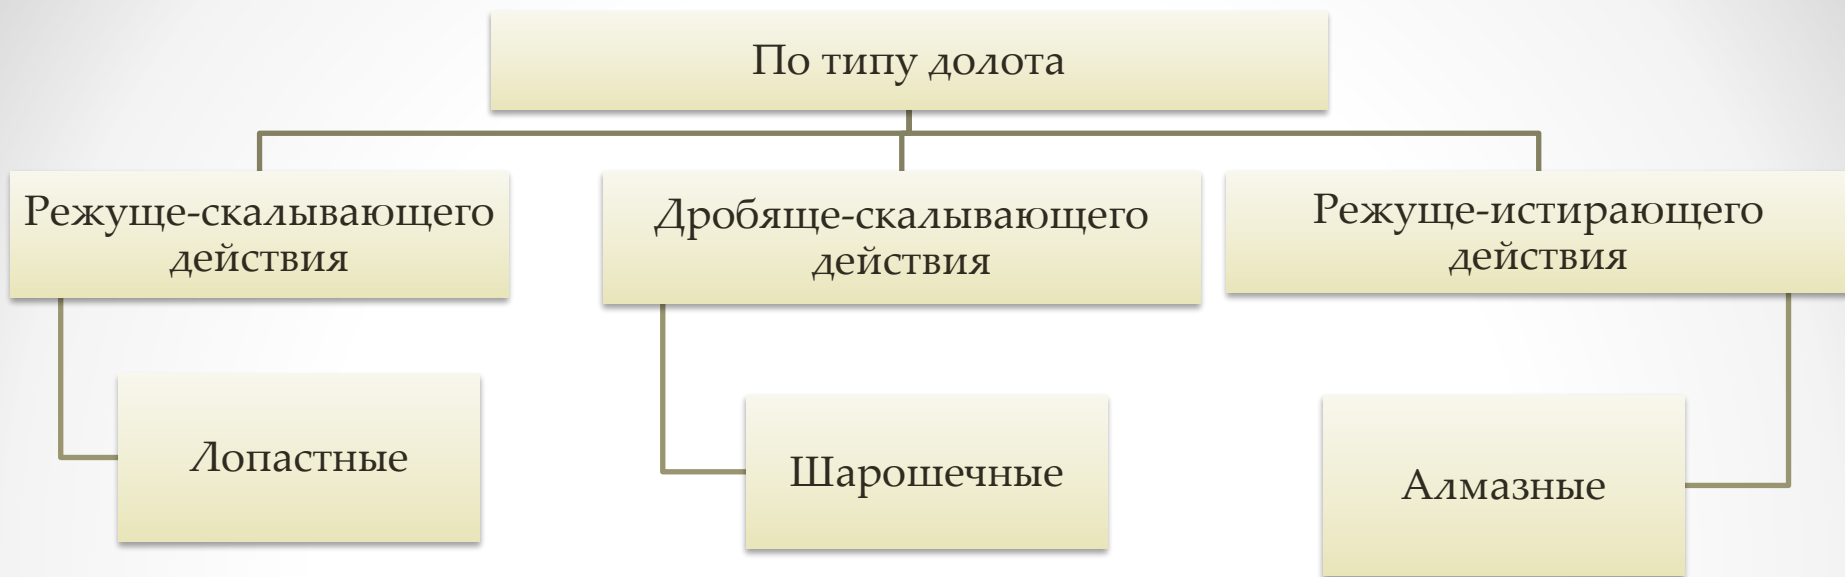 По типу долота
Режуще-скалывающего
действия
Дробяще-скалывающего
действия
Режуще-истирающего
действия
Лопастные
Шарошечные
Алмазные